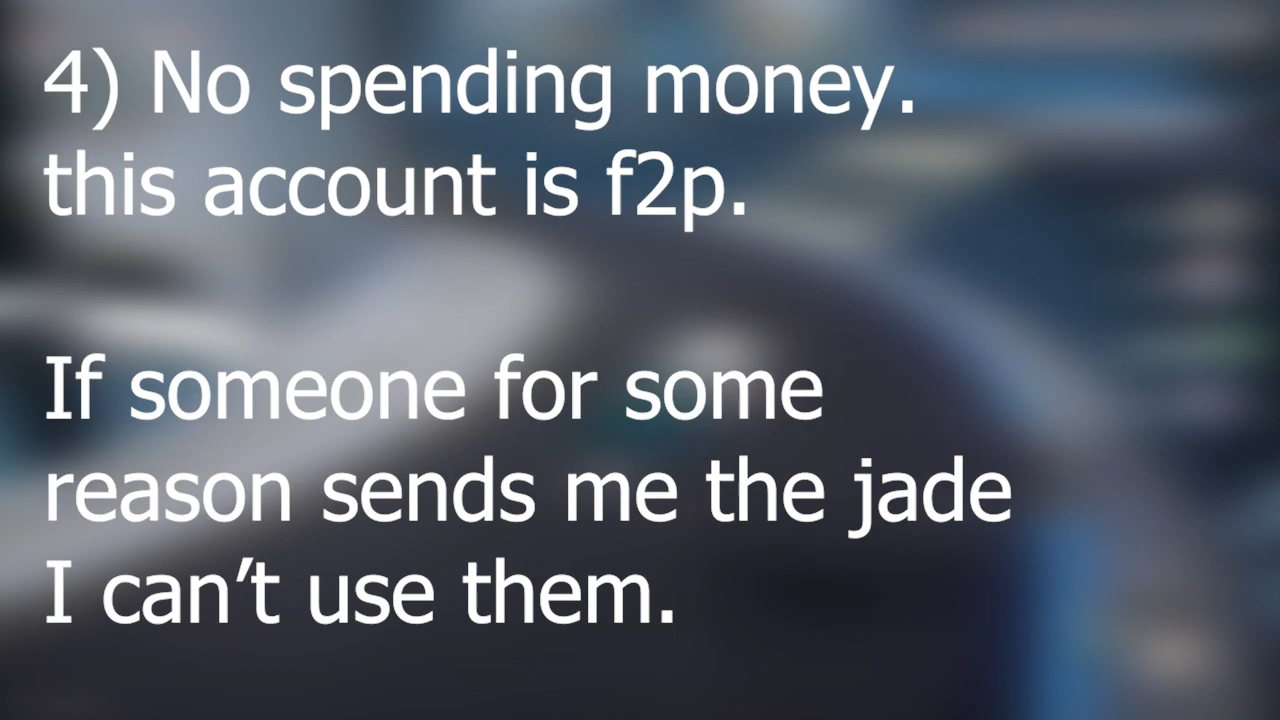 4) No spending money.
this account is f2p.
If someone for some
reason sends me the jade
I can’t use them.